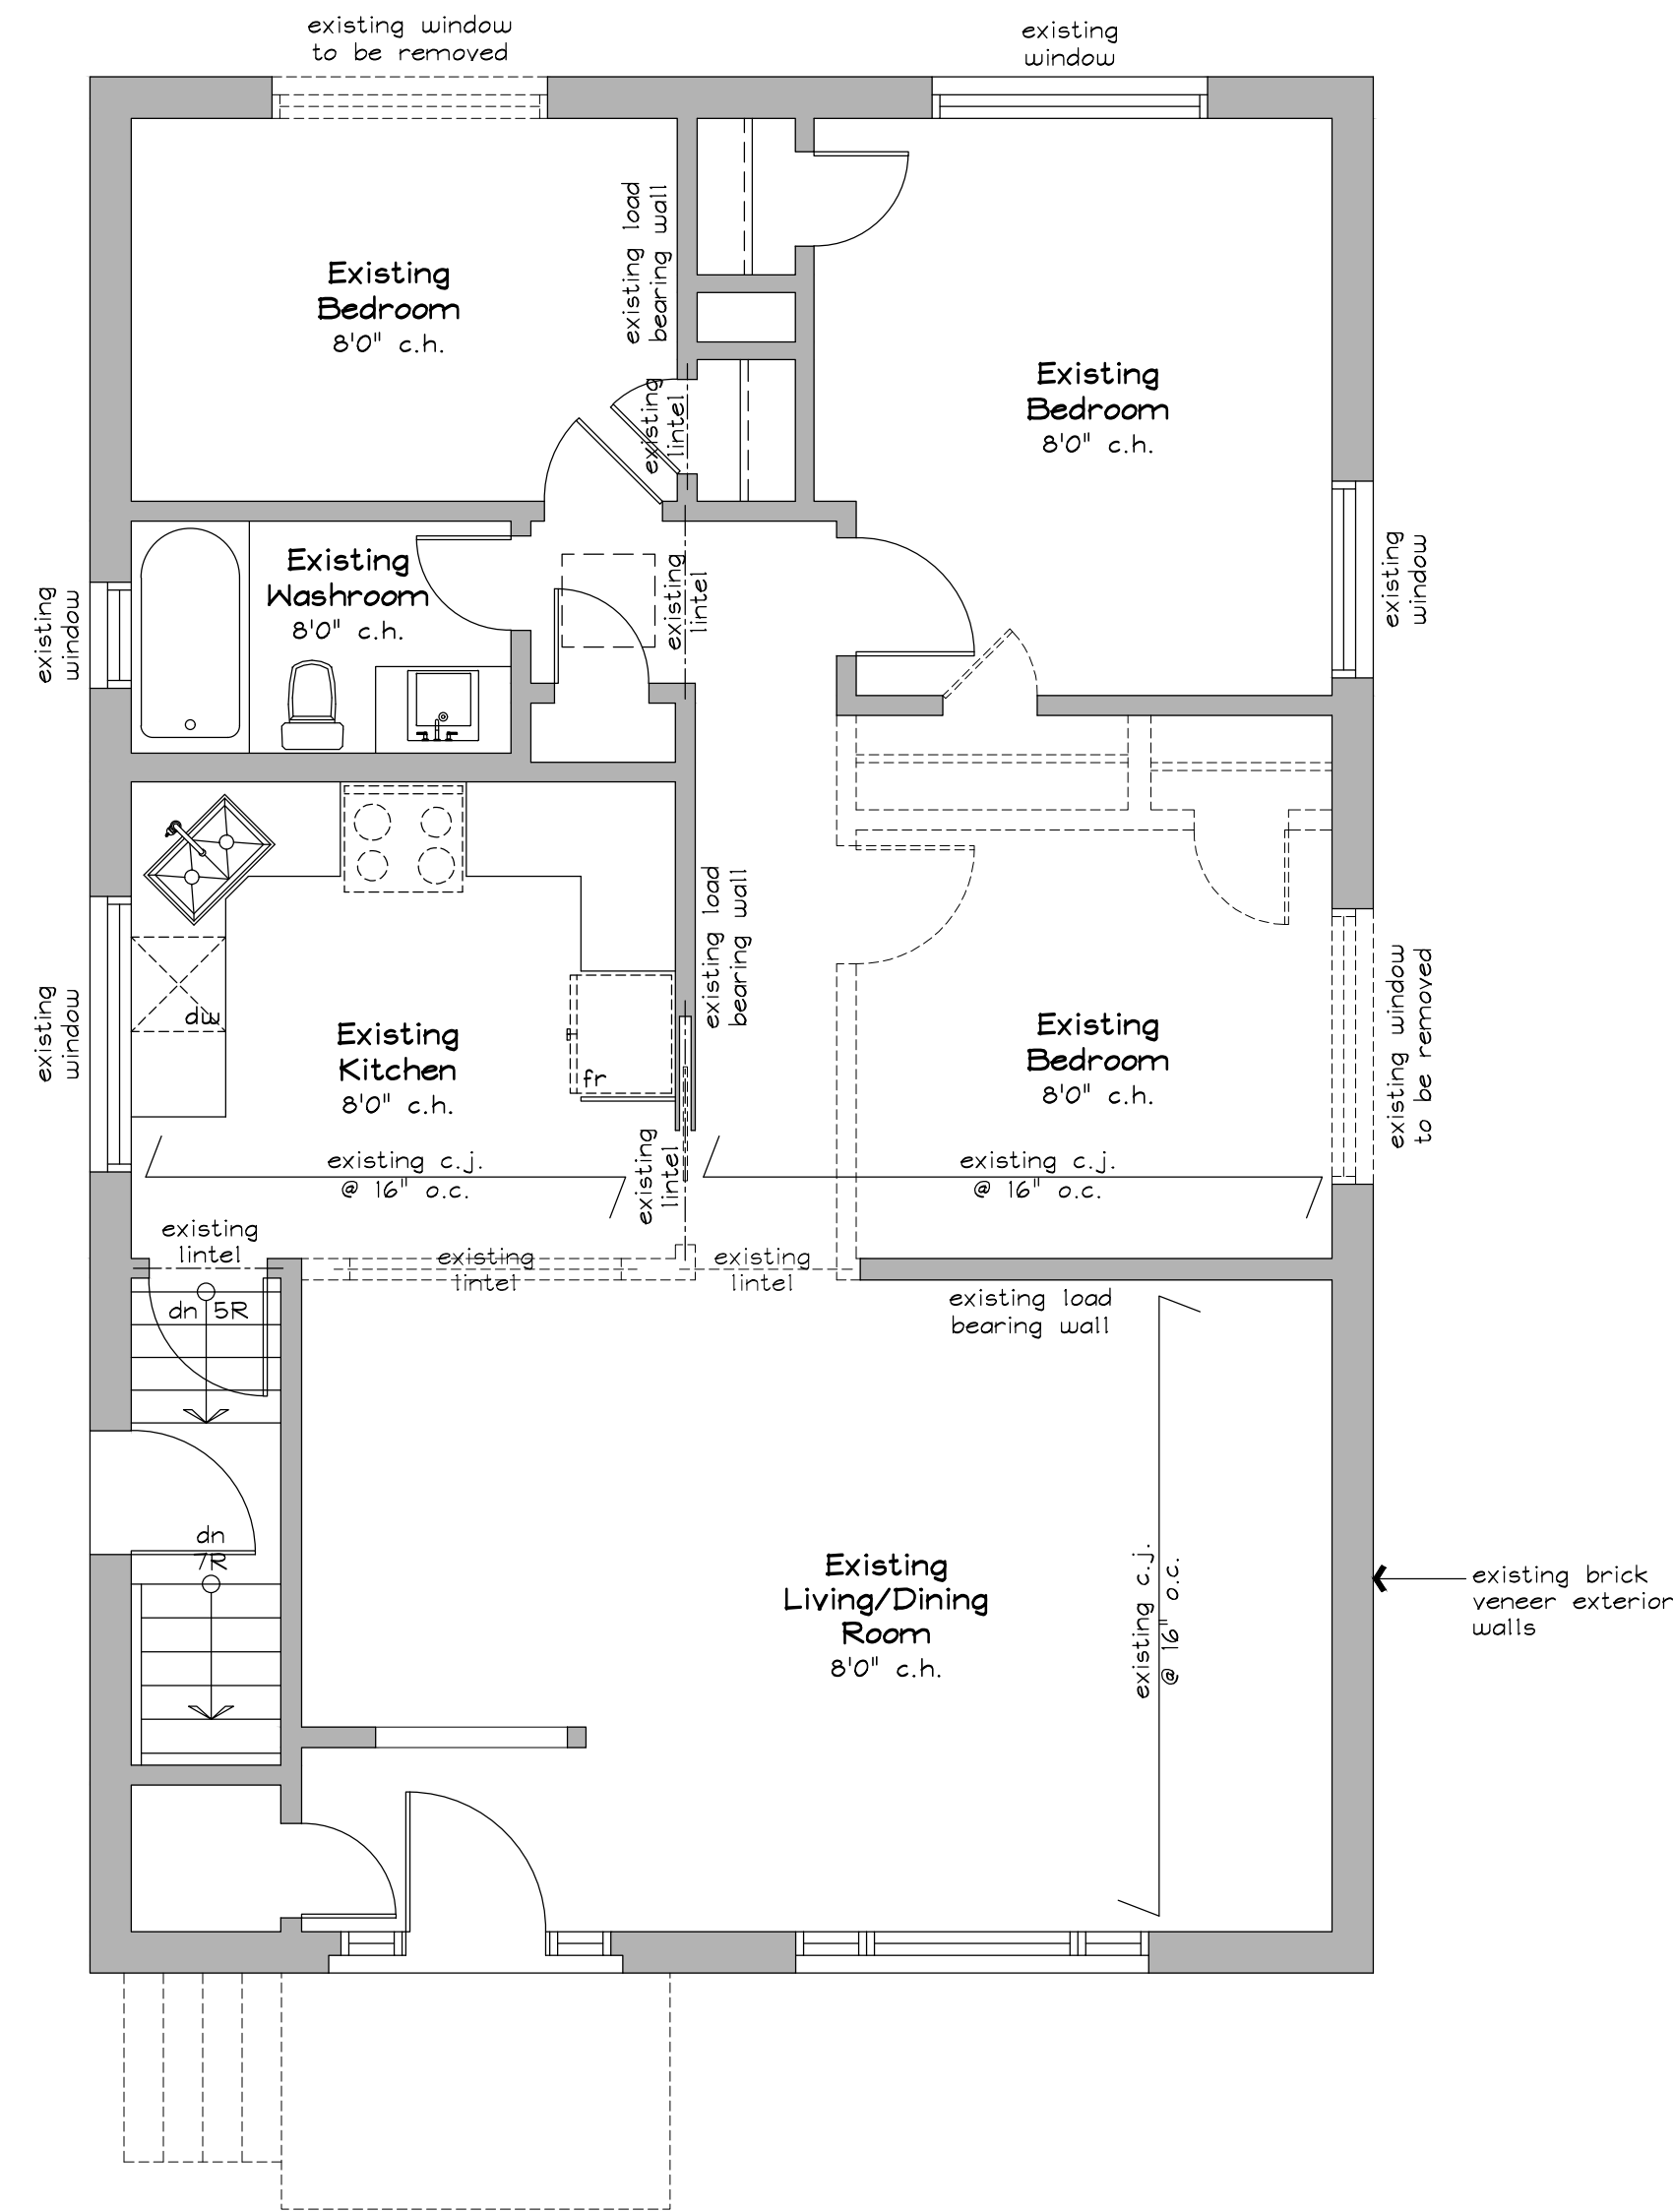 existing window
to be removed
existing
window
existing load
bearing wall
Existing
Bedroom
8'0" c.h.
existing
lintel
Existing
Bedroom
8'0" c.h.
existing
window
Existing
Washroom
8'0" c.h.
existing
lintel
existing
window
existing load
bearing wall
existing window
to be removed
existing
window
dw
Existing
Kitchen
8'0" c.h.
fr
Existing
Bedroom
8'0" c.h.
existing c.j.
@ 16" o.c.
existing
lintel
existing c.j.
@ 16" o.c.
existing
lintel
existing
lintel
existing
lintel
dn 5R
existing load
bearing wall
dn
7R
Existing
Living/Dining
Room
8'0" c.h.
existing c.j.
@ 16" o.c.
existing brick
veneer exterior
walls